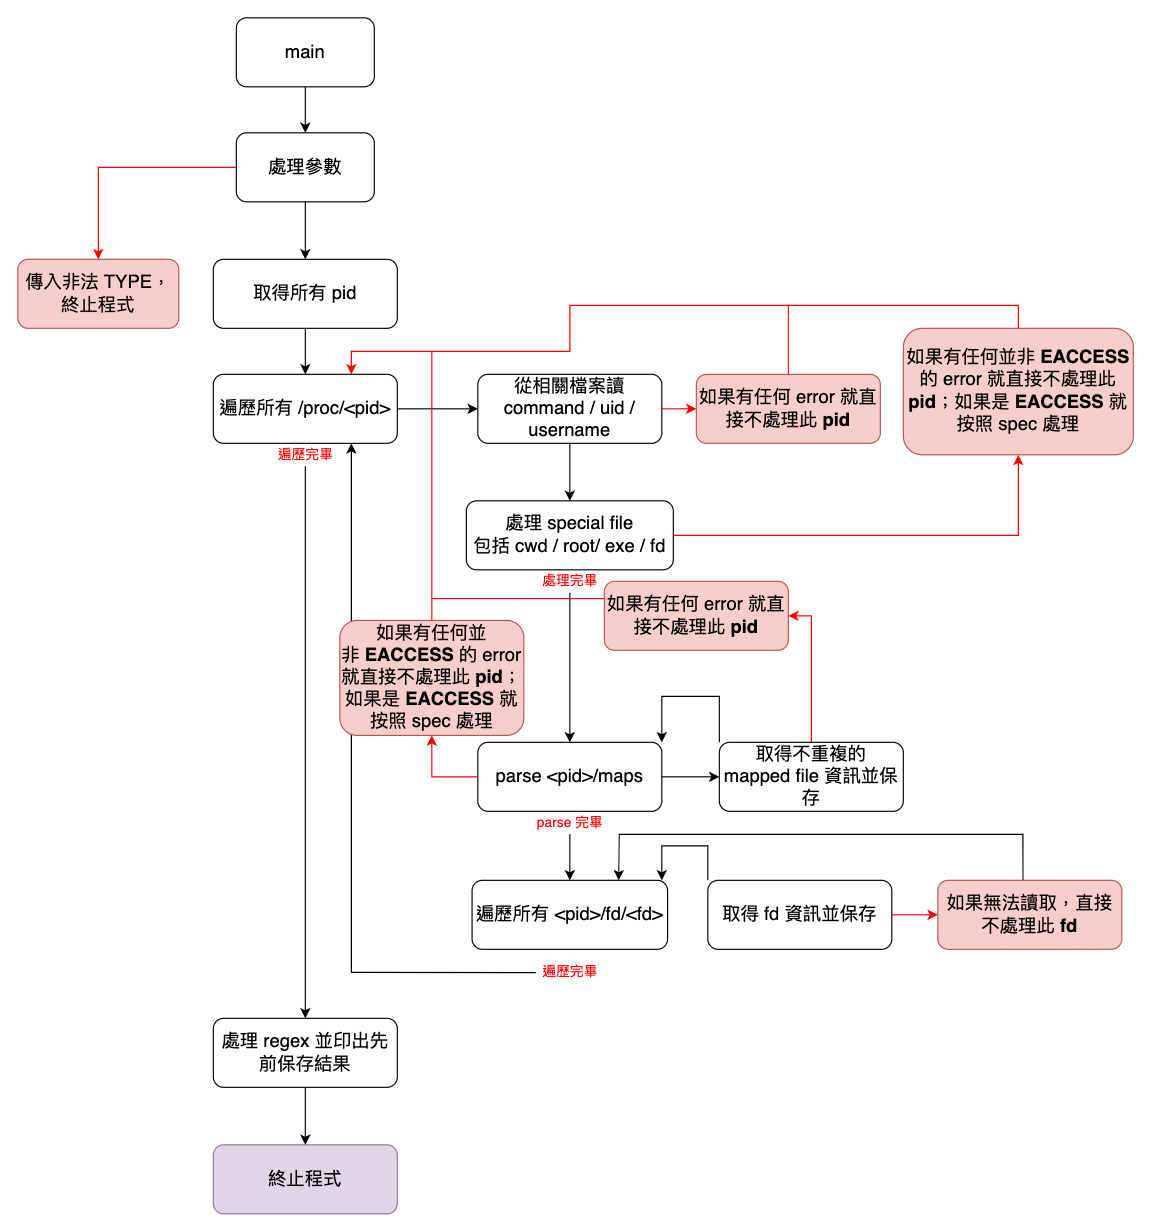 main
處理參數
傳入非法 TYPE，
終止程式
取得所有 pid
遍歷所有 /proc/<pid>
遍歷完畢
從相關檔案讀
command / uid /
username
如果有任何 error 就直
接不處理此 pid
如果有任何並非 EACCESS
的 error 就直接不處理此
pid；如果是 EACCESS 就
按照 spec 處理
處理 special file
包括 cwd / root/ exe / fd
處理完畢
如果有任何 error 就直
接不處理此 pid
如果有任何並
非 EACCESS 的 error
就直接不處理此 pid；
如果是 EACCESS 就
按照 spec 處理
parse <pid>/maps
取得不重複的
mapped file 資訊並保
存
parse 完畢
遍歷所有 <pid>/fd/<fd>
取得 fd 資訊並保存
如果無法讀取，直接
不處理此 fd
遍歷完畢
處理 regex 並印出先
前保存結果
終止程式